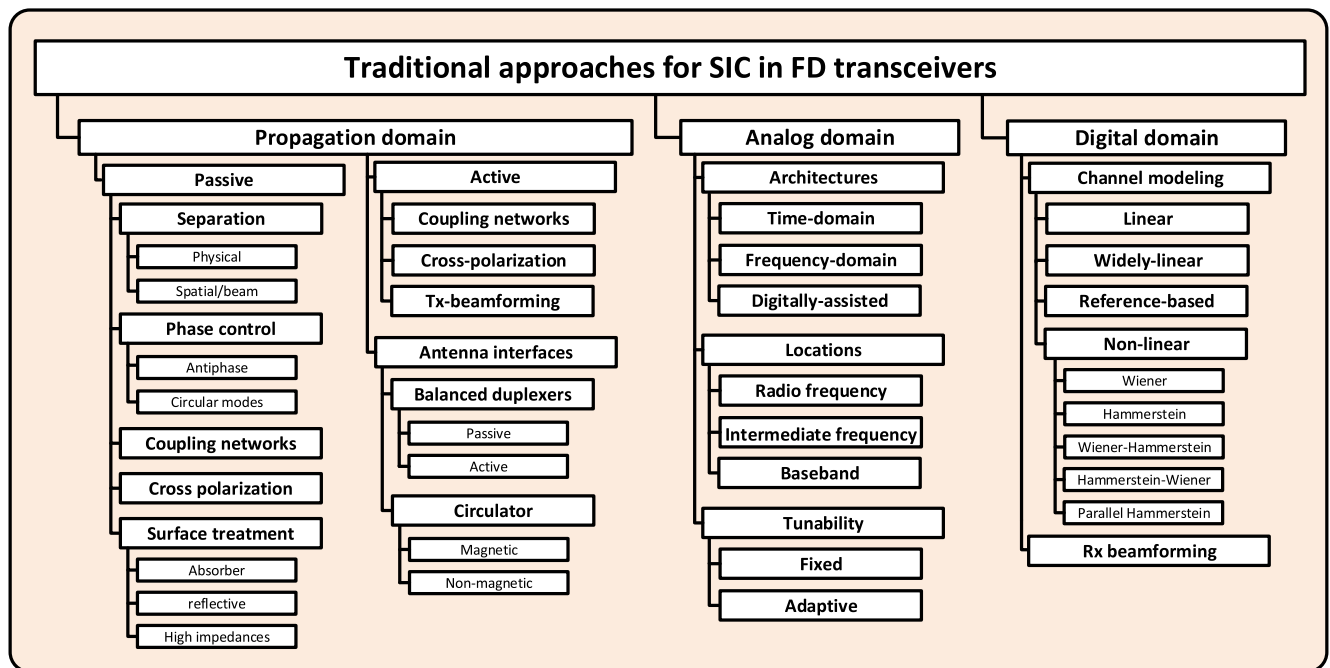 Traditional approaches for SIC in FD transceivers
Propagation domain
Passive
Separation
Physical
Spatial/beam
Phase control
Antiphase
Circular modes
Coupling networks
Cross polarization
Surface treatment
Absorber
reflective
High impedances
Active
Coupling networks
Cross-polarization
Tx-beamforming
Antenna interfaces
Balanced duplexers
Passive
Active
Circulator
Magnetic
Non-magnetic
Analog domain
Architectures
Time-domain
Frequency-domain
Digitally-assisted
Locations
Radio frequency
Intermediate frequency
Baseband
Tunability
Fixed
Adaptive
Digital domain
Channel modeling
Linear
Widely-linear
Reference-based
Non-linear
Wiener
Hammerstein
Wiener-Hammerstein
Hammerstein-Wiener
Parallel Hammerstein
Rx beamforming